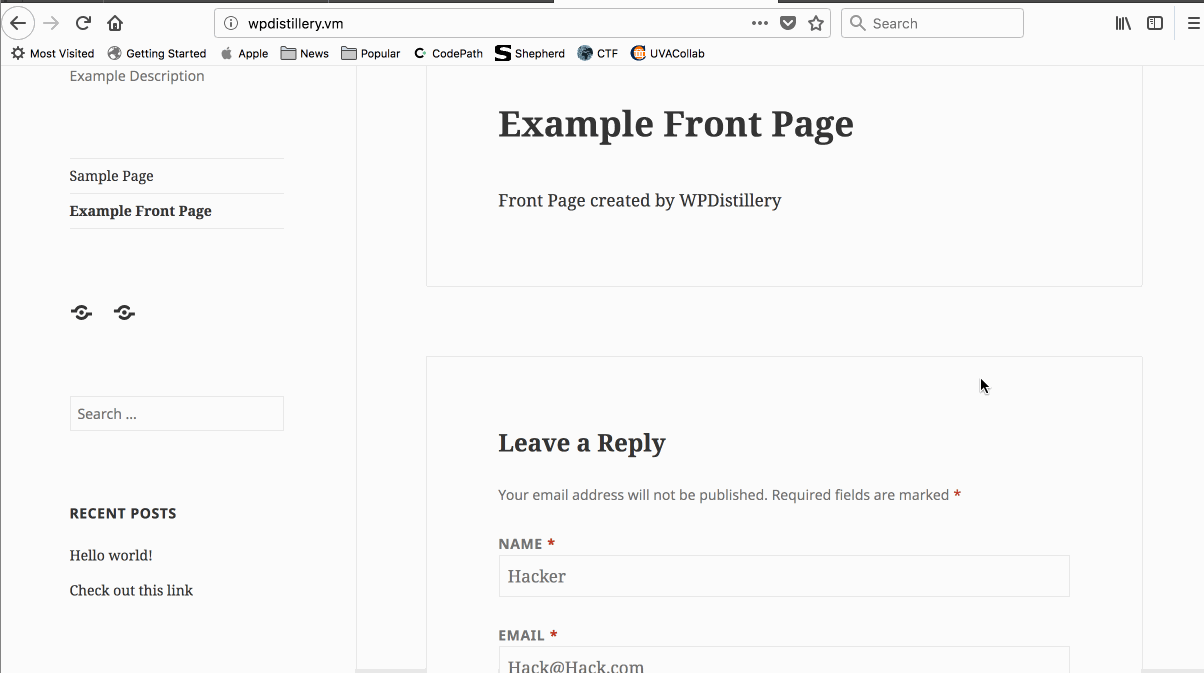 wpdistillery.vm
Search
Most Visited Getting Started Apple News Popular CodePath Shepherd CTF UVACollab
Example Description
Sample Page
Example Front Page
Search ...
RECENT POSTS
Hello world!
Check out this link
Example Front Page
Front Page created by WPDistillery
Leave a Reply
Your email address will not be published. Required fields are marked *
NAME *
Hacker
EMAIL *
Hack@Hack.com